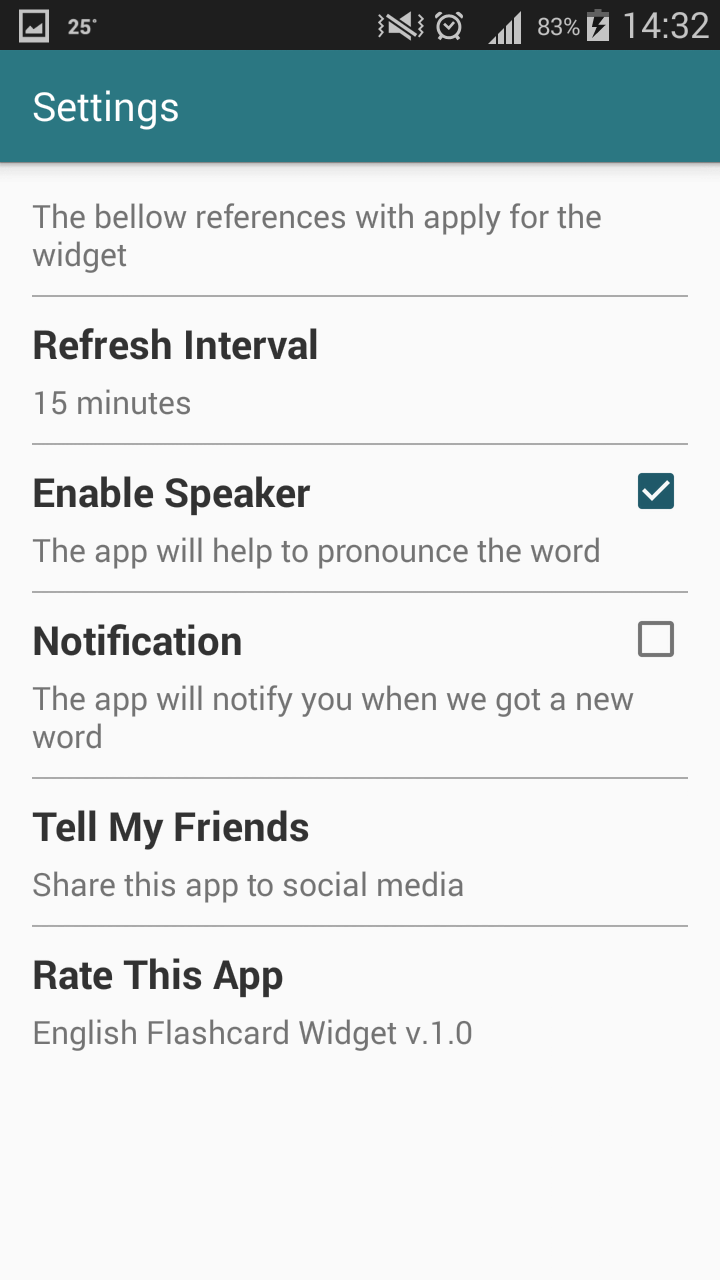 25°
83%
14:32
Settings
The bellow references with apply for the
widget
Refresh Interval
15 minutes
Enable Speaker
The app will help to pronounce the word
Notification
The app will notify you when we got a new
word
Tell My Friends
Share this app to social media
Rate This App
English Flashcard Widget v.1.0